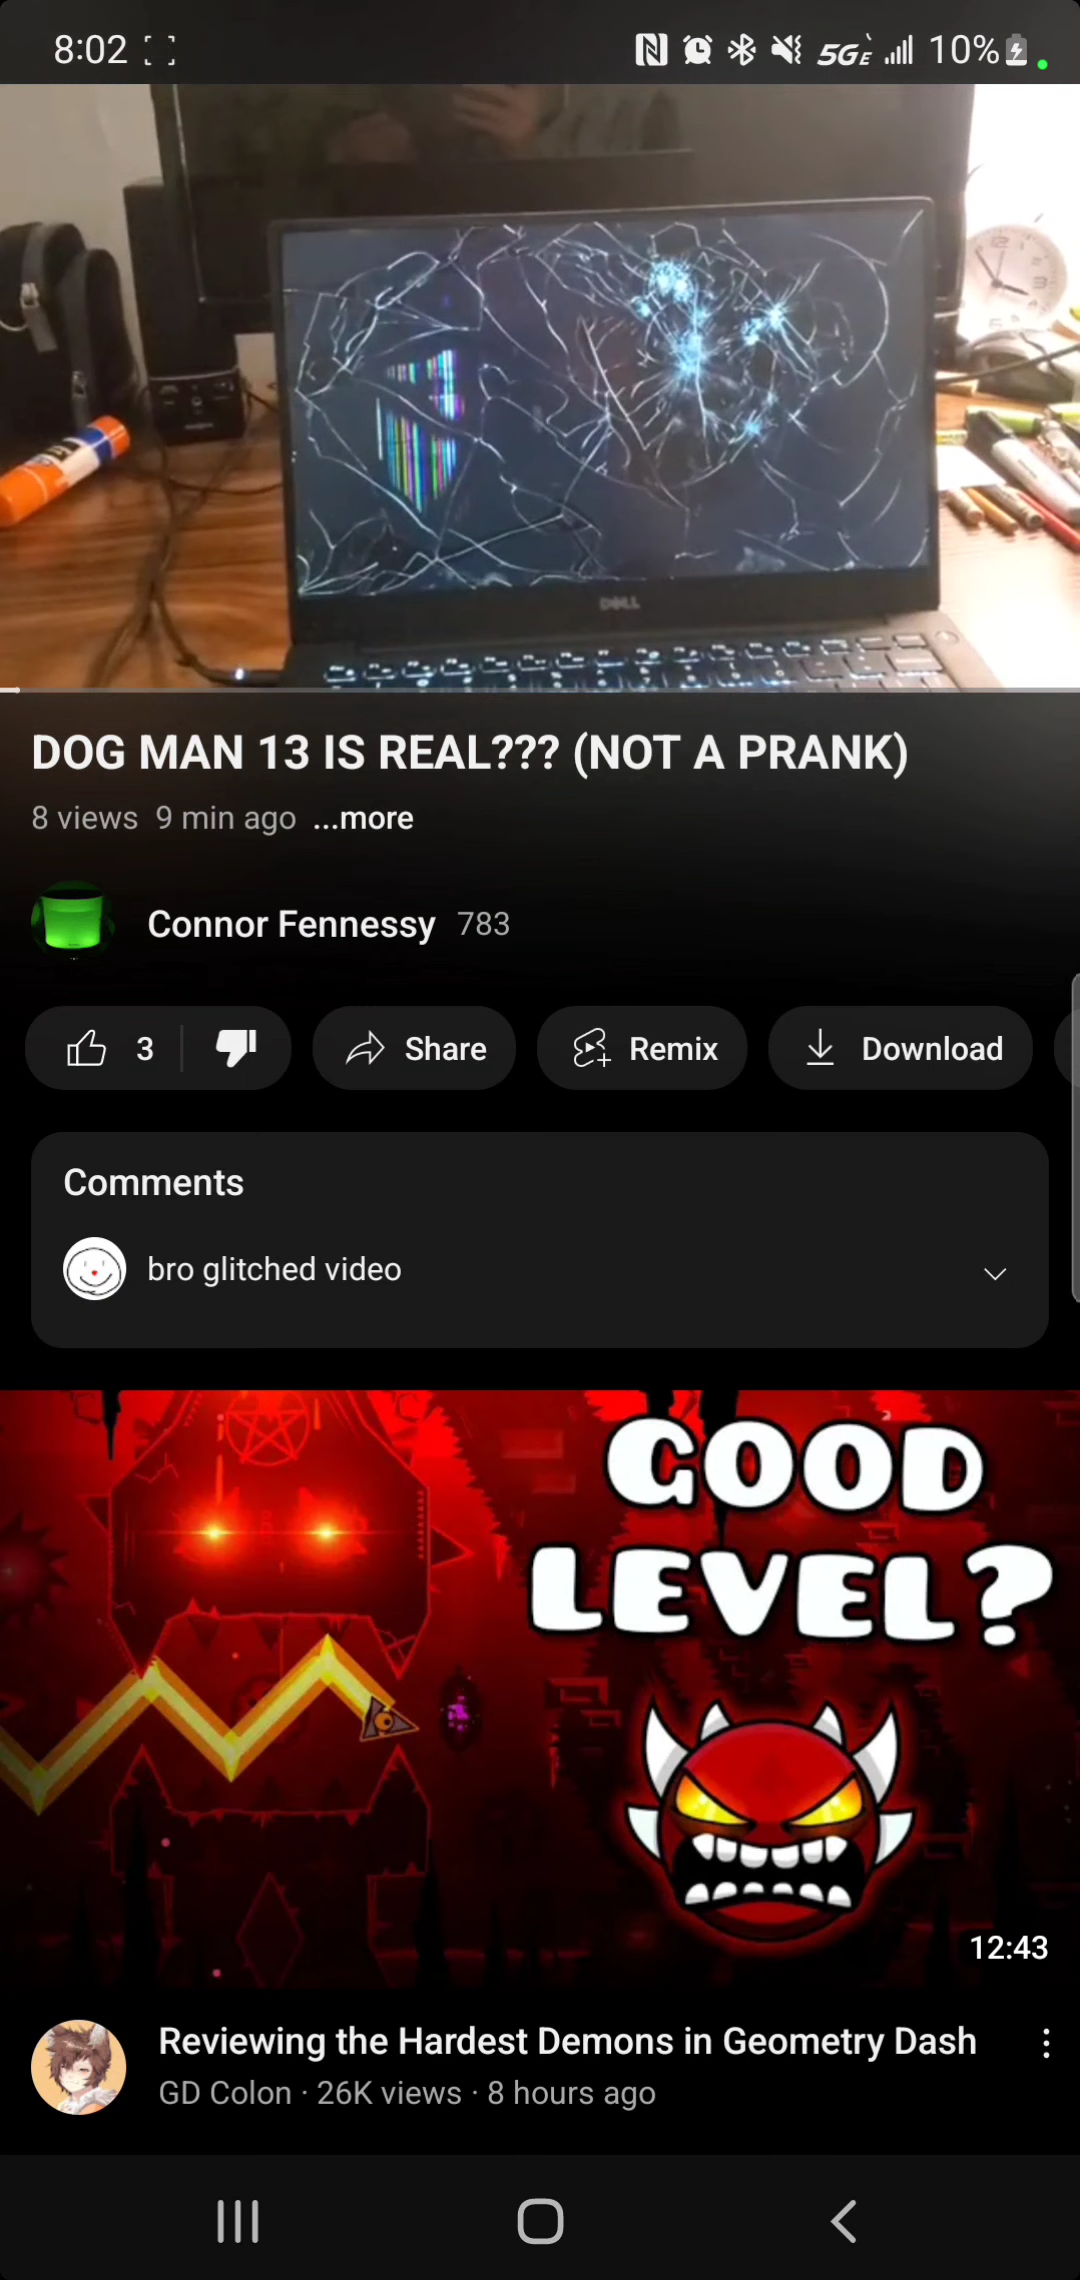 8:02 5GE 10%
DELL
DOG MAN 13 IS REAL??? (NOT A PRANK)
8 views 9 min ago ...more
Connor Fennessy 783
3 Share Remix Download
Comments
bro glitched video
GOOD
LEVEL?
12:43
Reviewing the Hardest Demons in Geometry Dash
GD Colon · 26K views · 8 hours ago